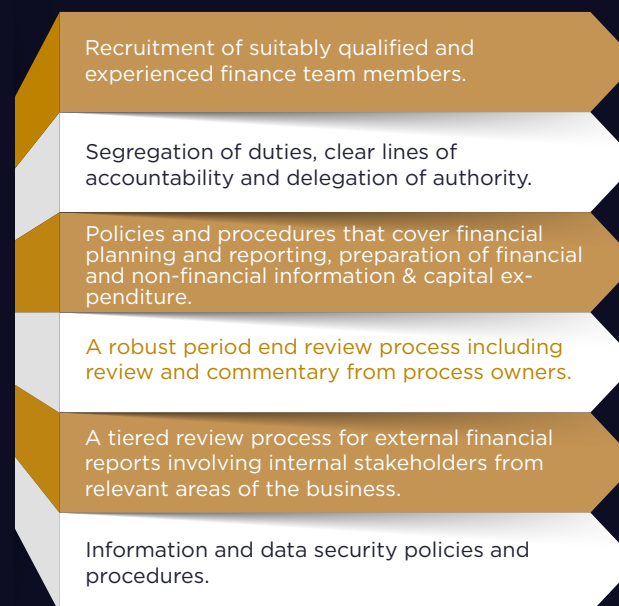 Recruitment of suitably qualified and
experienced finance team members.
Segregation of duties, clear lines of
accountability and delegation of authority.
Policies and procedures that cover financial
planning and reporting, preparation of financial
and non-financial information & capital ex-
penditure.
A robust period end review process including
review and commentary from process owners.
A tiered review process for external financial
reports involving internal stakeholders from
relevant areas of the business.
Information and data security policies and
procedures.